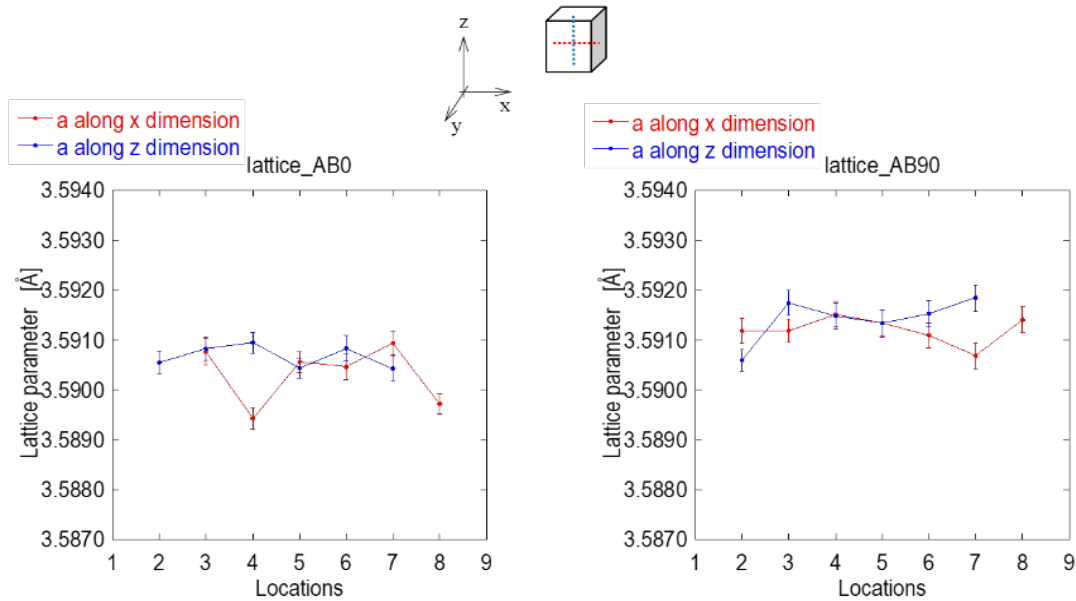 z
x
y
a along x dimension
a along z dimension
lattice_AB0
3.5940
3.5930
3.5920
3.5910
3.5900
3.5890
3.5880
3.5870
Lattice parameter [Å]
1 2 3 4 5 6 7 8 9
Locations
a along x dimension
a along z dimension
lattice_AB90
3.5940
3.5930
3.5920
3.5910
3.5900
3.5890
3.5880
3.5870
Lattice parameter [Å]
1 2 3 4 5 6 7 8 9
Locations